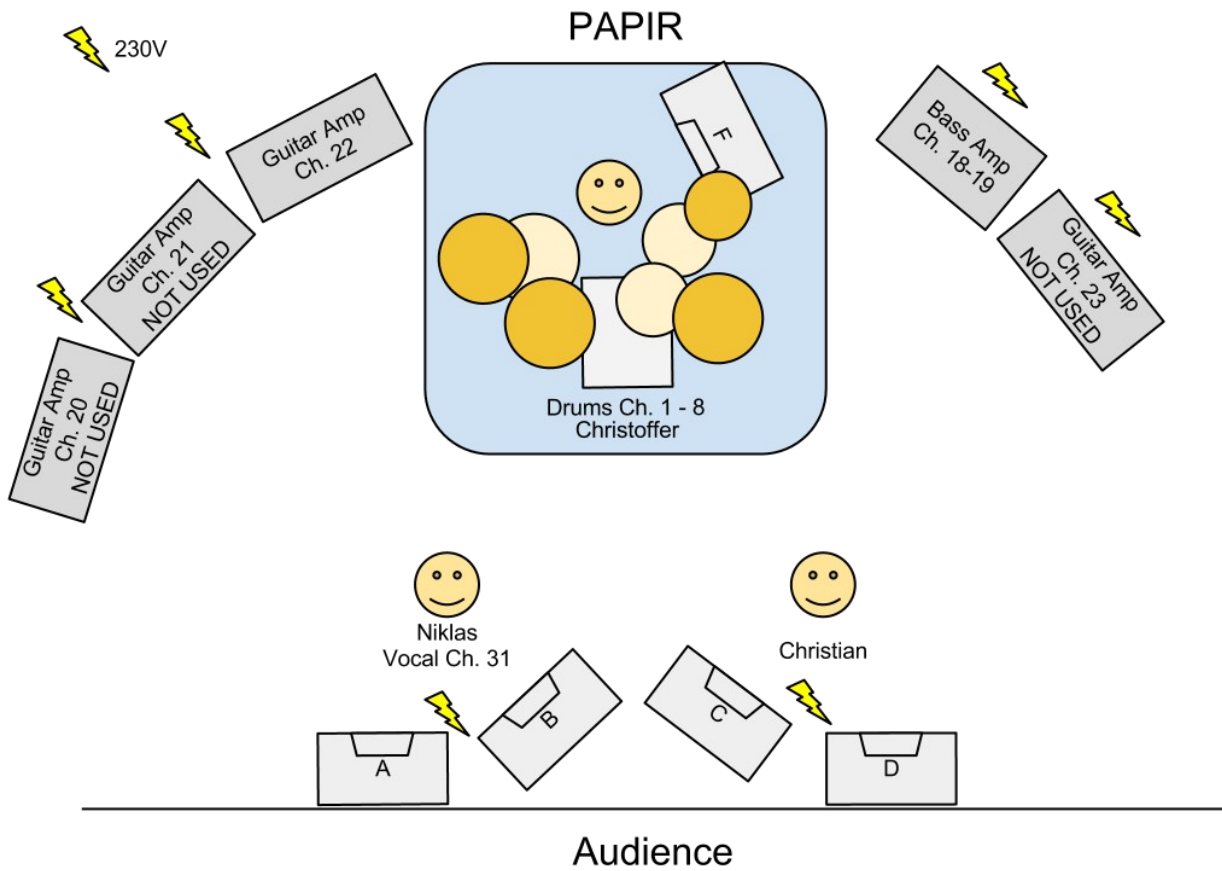 PAPIR
230V
Guitar Amp
Ch. 22
Guitar Amp
Ch. 21
NOT USED
Guitar Amp
Ch. 20
NOT USED
F
Bass Amp
Ch. 18-19
Guitar Amp
Ch. 23
NOT USED
Drums Ch. 1 - 8
Christoffer
Niklas
Vocal Ch. 31
Christian
A
B
C
D
Audience